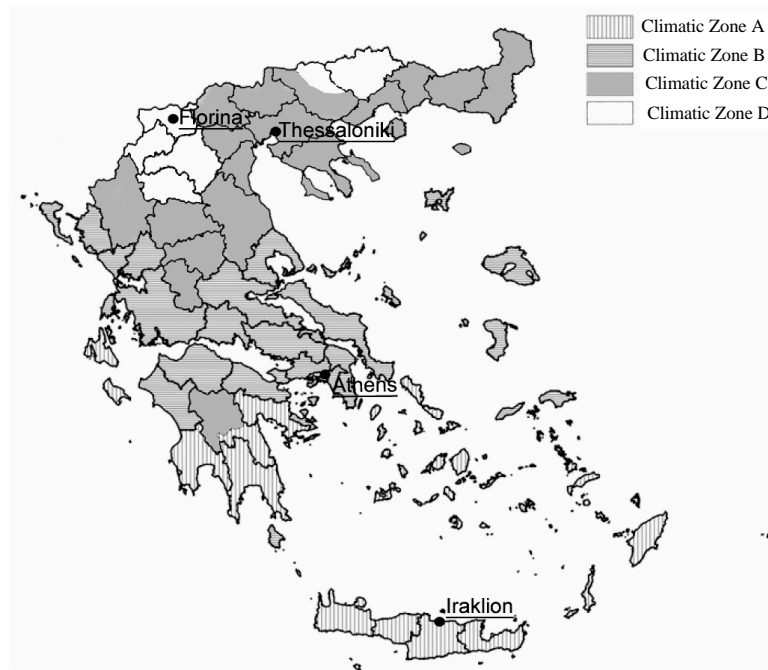 Climatic Zone A
Climatic Zone B
Climatic Zone C
Climatic Zone D
Florina
Thessaloniki
Athens
Iraklion